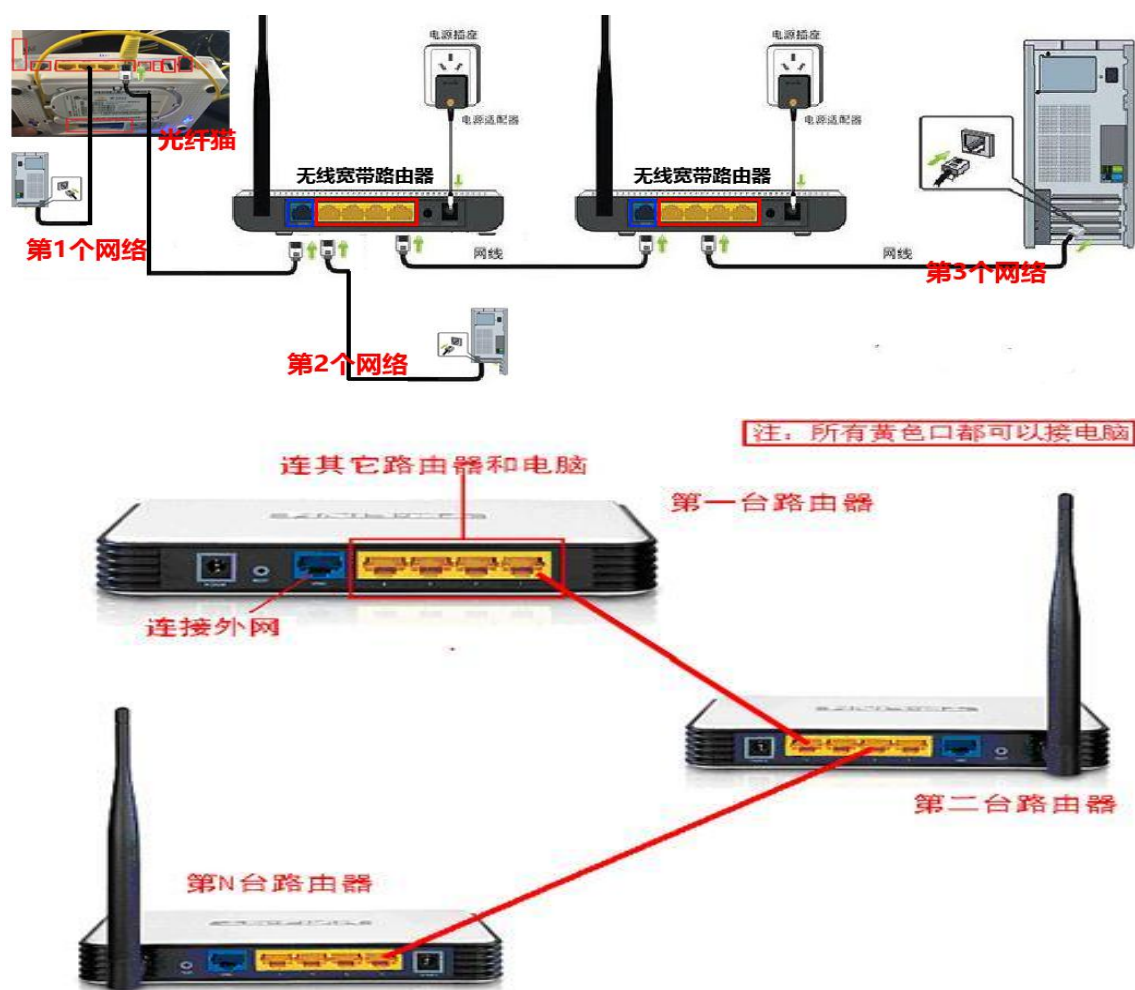 电源插座
电源插座
电源适配器
电源适配器
光纤猫
无线宽带路由器
无线宽带路由器
第1个网络
网线
网线
第3个网络
第2个网络
注：所有黄色口都可以接电脑
连其它路由器和电脑
第一台路由器
连接外网
第二台路由器
第N台路由器